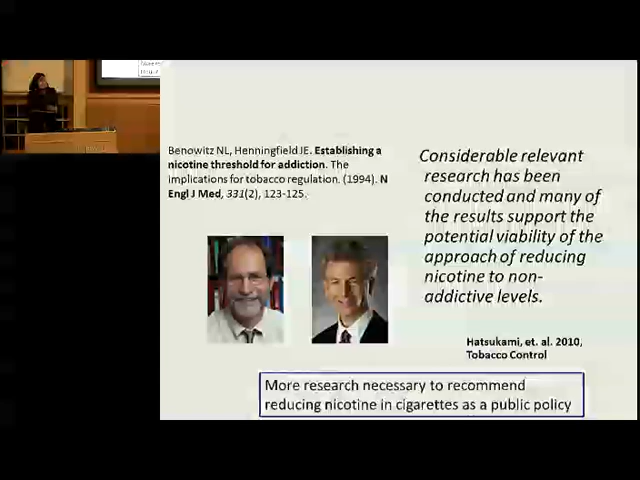 Benowitz NL, Henningfield JE. Establishing a
nicotine threshold for addiction. The
implications for tobacco regulation. (1994). N
Engl J Med, 331(2), 123-125.
Considerable relevant
research has been
conducted and many of
the results support the
potential viability of the
approach of reducing
nicotine to non-
addictive levels.
Hatsukami, et. al. 2010,
Tobacco Control
More research necessary to recommend
reducing nicotine in cigarettes as a public policy